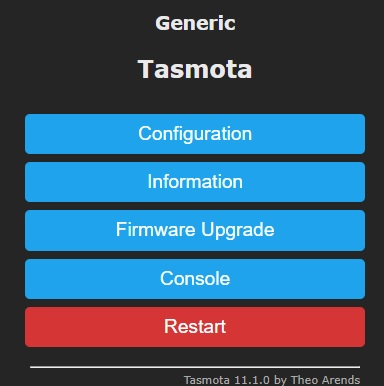 Generic
Tasmota
Configuration
Information
Firmware Upgrade
Console
Restart
Tasmota 11.1.0 by Theo Arends